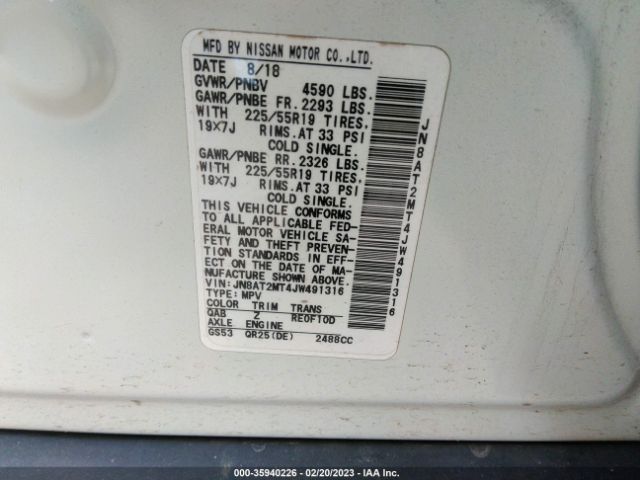 MFD BY NISSAN MOTOR CO.,LTD.
DATE 8/18
GVWR/PNBV 4590 LBS.
GAWR/PNBE FR. 2293 LBS.
WITH 225/55R19 TIRES,
19X7J RIMS.AT 33 PSI
COLD SINGLE.
GAWR/PNBE RR. 2326 LBS.
WITH 225/55R19 TIRES,
19X7J RIMS.AT 33 PSI
COLD SINGLE.
THIS VEHICLE CONFORMS
TO ALL APPLICABLE FED-
ERAL MOTOR VEHICLE SA-
FETY AND THEFT PREVEN-
TION STANDARDS IN EFF-
ECT ON THE DATE OF MA-
NUFACTURE SHOWN ABOVE.
VIN: JN8AT2MT4JW491316
TYPE: MPV
COLOR TRIM TRANS
QAB Z RE0F10D
AXLE ENGINE
GS53 QR25(DE) 2488CC
JN8AT2MT4JW491316
000-35940226 - 02/20/2023 - IAA Inc.